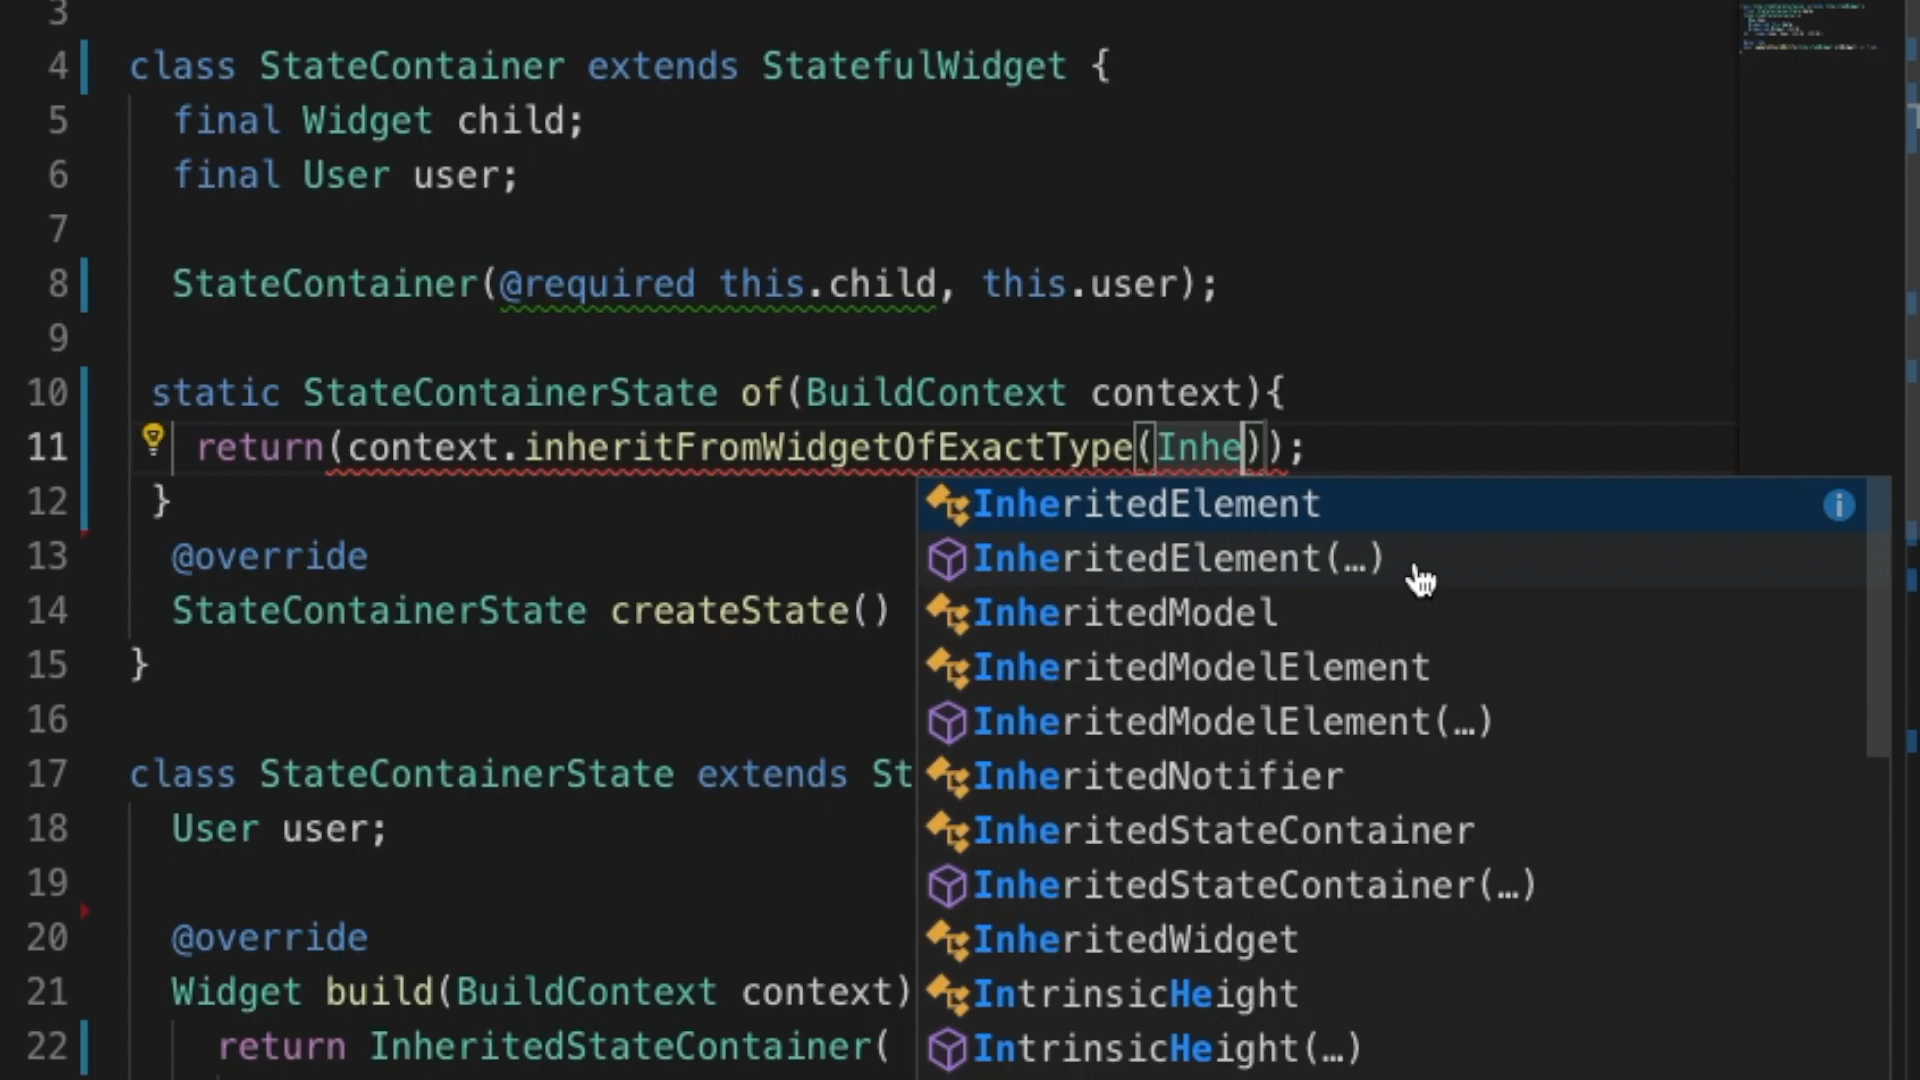 3
4 class StateContainer extends StatefulWidget {
5 final Widget child;
6 final User user;
7
8 StateContainer(@required this.child, this.user);
9
10 static StateContainerState of(BuildContext context){
11 return(context.inheritFromWidgetOfExactType(Inhe));
12 }
InheritedElement
13 @override
InheritedElement(…)
14 StateContainerState createState()
InheritedModel
15 }
InheritedModelElement
16
InheritedModelElement(…)
17 class StateContainerState extends St
InheritedNotifier
18 User user;
InheritedStateContainer
19
InheritedStateContainer(…)
20 @override
InheritedWidget
21 Widget build(BuildContext context)
IntrinsicHeight
22 return InheritedStateContainer(
IntrinsicHeight(…)